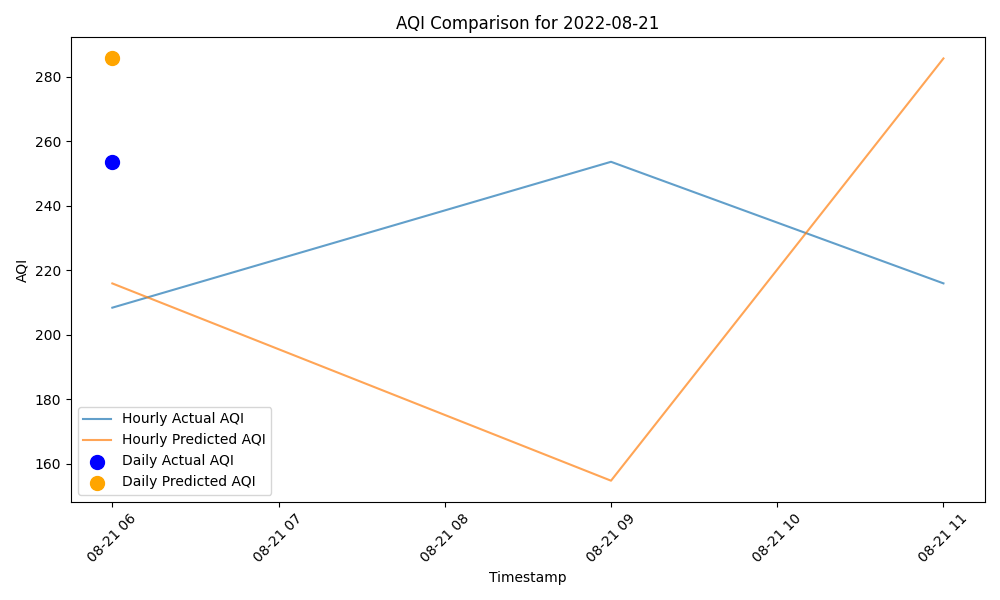 AQI Comparison for 2022-08-21
AQI
280
260
240
220
200
180
160
Hourly Actual AQI
Hourly Predicted AQI
Daily Actual AQI
Daily Predicted AQI
08-21 06
08-21 07
08-21 08
08-21 09
08-21 10
08-21 11
Timestamp